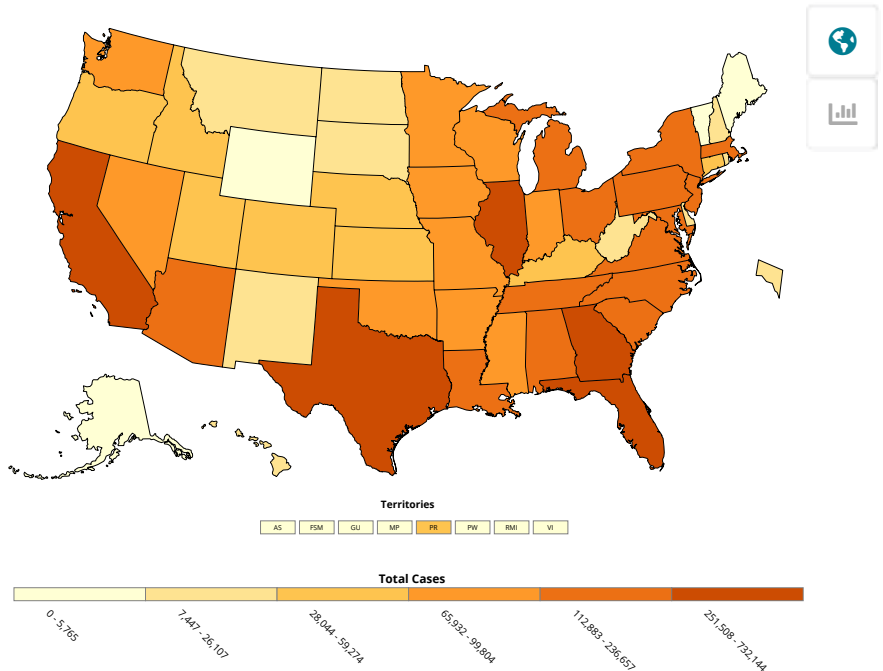 Territories
AS FSM GU MP PR PW RMI VI
Total Cases
0 - 5,765
7,447 - 26,107
28,044 - 59,274
65,932 - 99,804
112,883 - 236,657
251,508 - 732,144